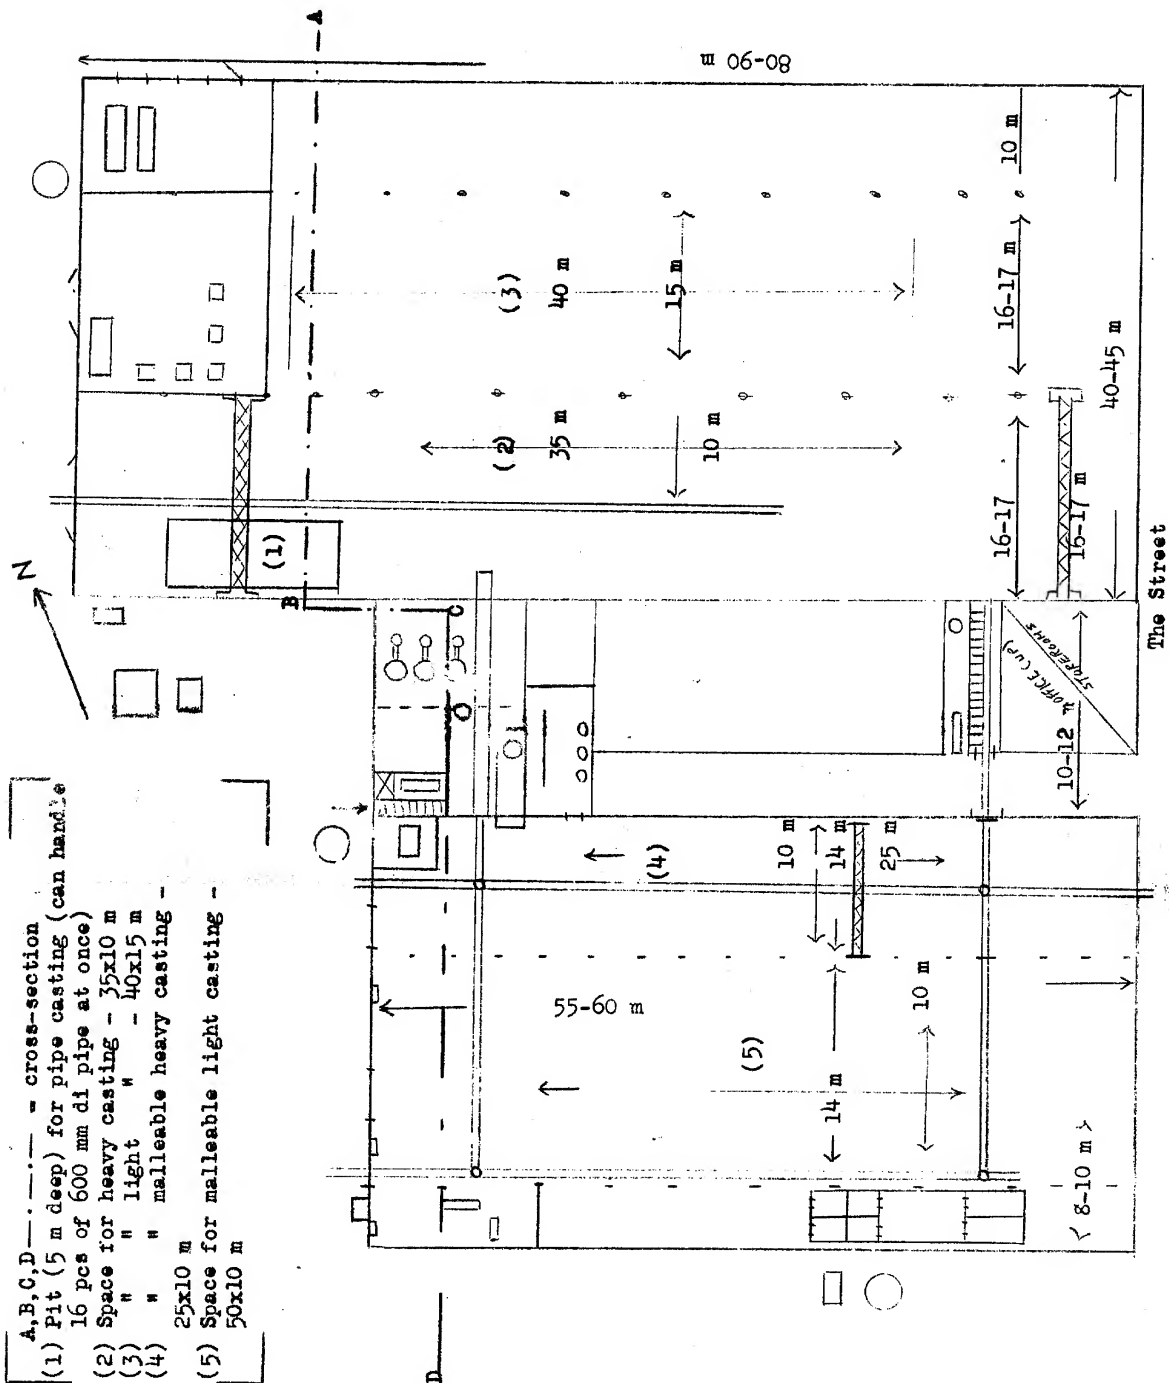 A,B,C,D —·—·— - cross-section
(1) Pit (5 m deep) for pipe casting (can handle
16 pcs of 600 mm di pipe at once)
(2) Space for heavy casting - 35x10 m
(3) " " light " - 40x15 m
(4) " " malleable heavy casting -
25x10 m
(5) Space for malleable light casting -
50x10 m
N
A
80-90 m
10 m
(3)
40 m
15 m
16-17 m
40-45 m
(2)
35 m
10 m
16-17
16-17 m
(1)
B
C
The Street
OFFICE (UP)
STOREROOMS
10-12 m
(4)
10 m
14 m
25 m
55-60 m
10 m
(5)
14 m
< 8-10 m >
D